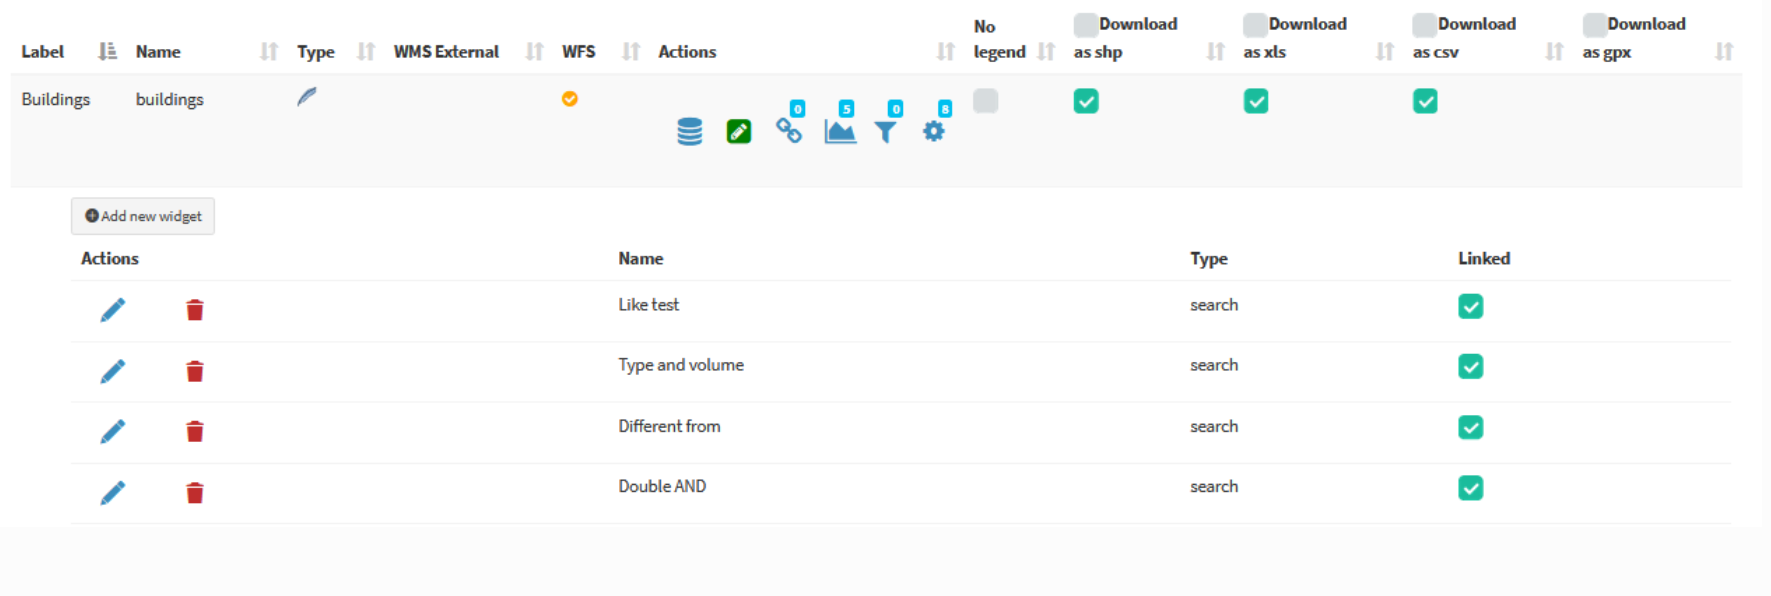 Label Name Type WMS External WFS Actions No legend Download as shp Download as xls Download as csv Download as gpx
Buildings buildings 0 5 0 8
Add new widget
Actions Name Type Linked
Like test search
Type and volume search
Different from search
Double AND search